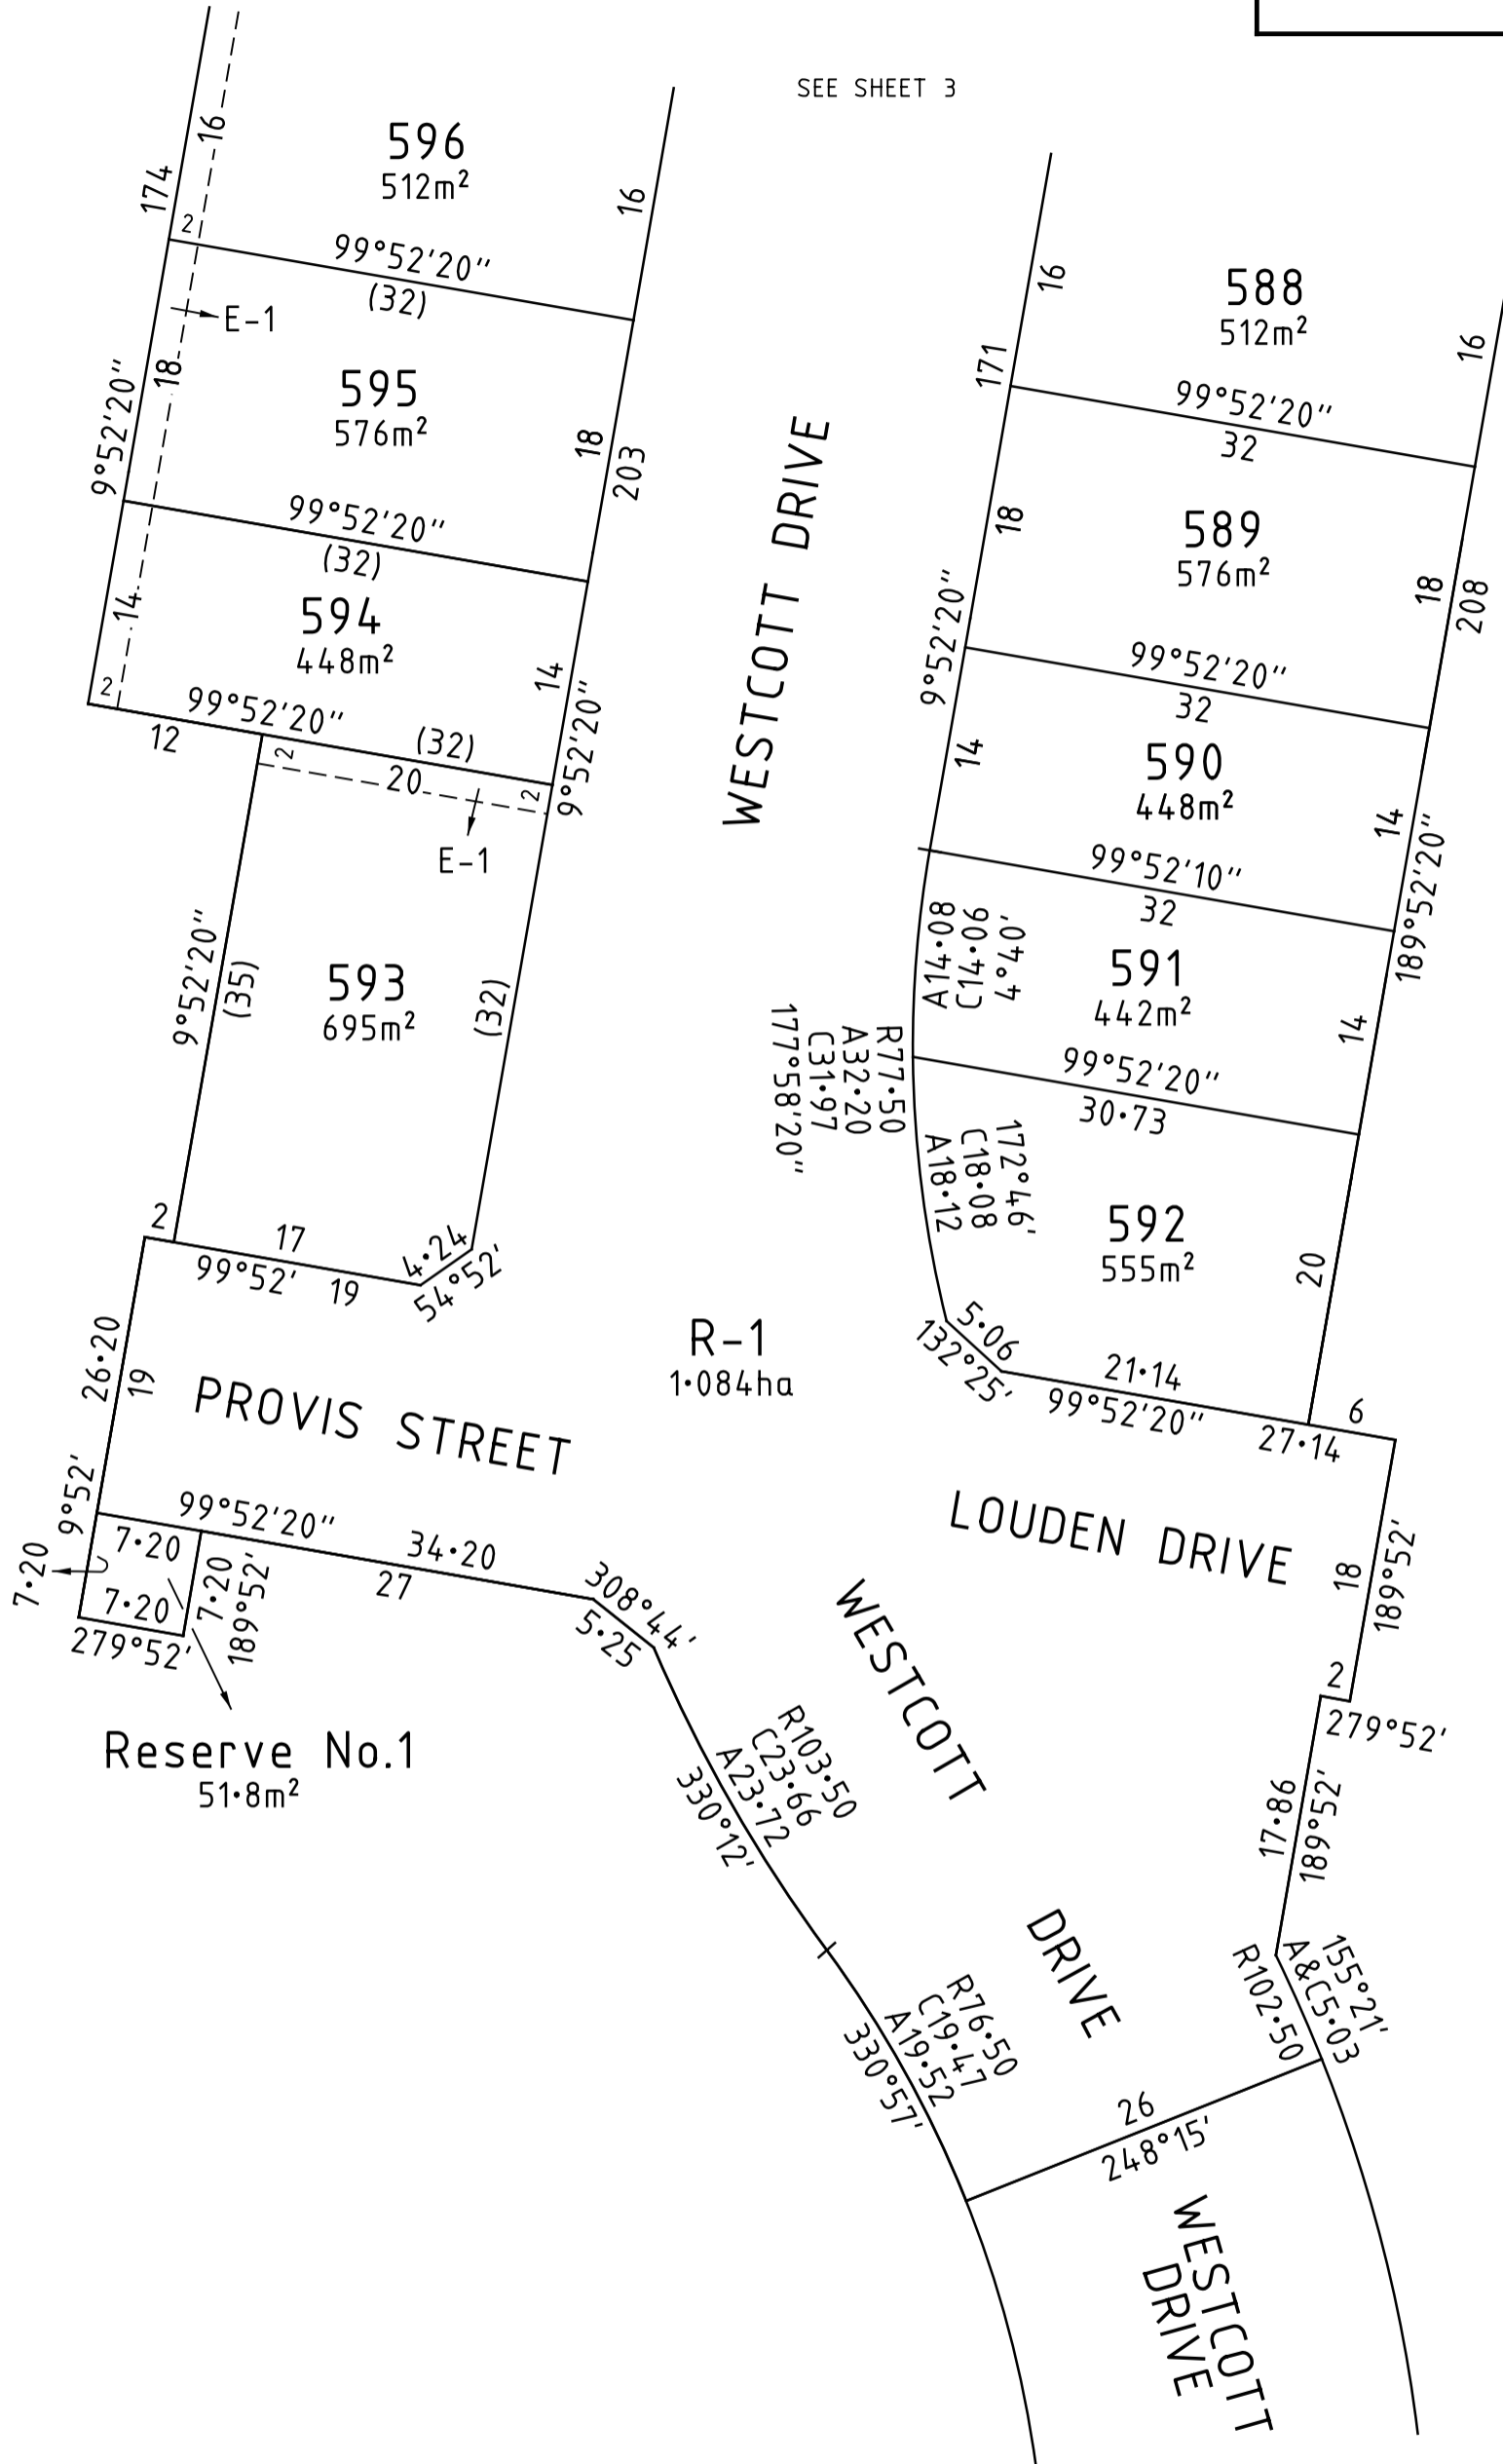 SEE SHEET 3
596
512m²
16
174
2
16
99°52'20"
(32)
E-1
595
576m²
18
9°52'20"
18
203
99°52'20"
(32)
594
448m²
14
14
2
99°52'20"
(32)
12
2
20
2
9°52'20"
E-1
593
695m²
9°52'20"
(35)
(32)
2
17
99°52'
19
4·24
54°52'
WESTCOTT DRIVE
588
512m²
16
16
171
99°52'20"
32
589
576m²
18
18
208
9°52'20"
99°52'20"
32
590
448m²
14
14
99°52'10"
32
189°52'20"
A14·08
C14·06
4°40'
591
442m²
14
R77·50
A32·20
C31·97
177°58'20"
99°52'20"
30·73
172°46'
C18·08
A18·12
592
555m²
20
5·06
132°25'
21·14
99°52'20"
27·14
6
R-1
1·084ha
26·20
19
9°52'
PROVIS STREET
99°52'20"
34·20
27
7·20
7·20
7·20
7·20
189°52'
279°52'
308°44'
5·25
Reserve No.1
51·8m²
LOUDEN DRIVE
18
189°52'
2
279°52'
17·86
189°52'
WESTCOTT
DRIVE
R103·50
C23·66
A23·72
330°12'
R76·50
C19·47
A19·52
330°57'
155°21'
A&C5·03
R102·50
26
248°15'
WESTCOTT
DRIVE